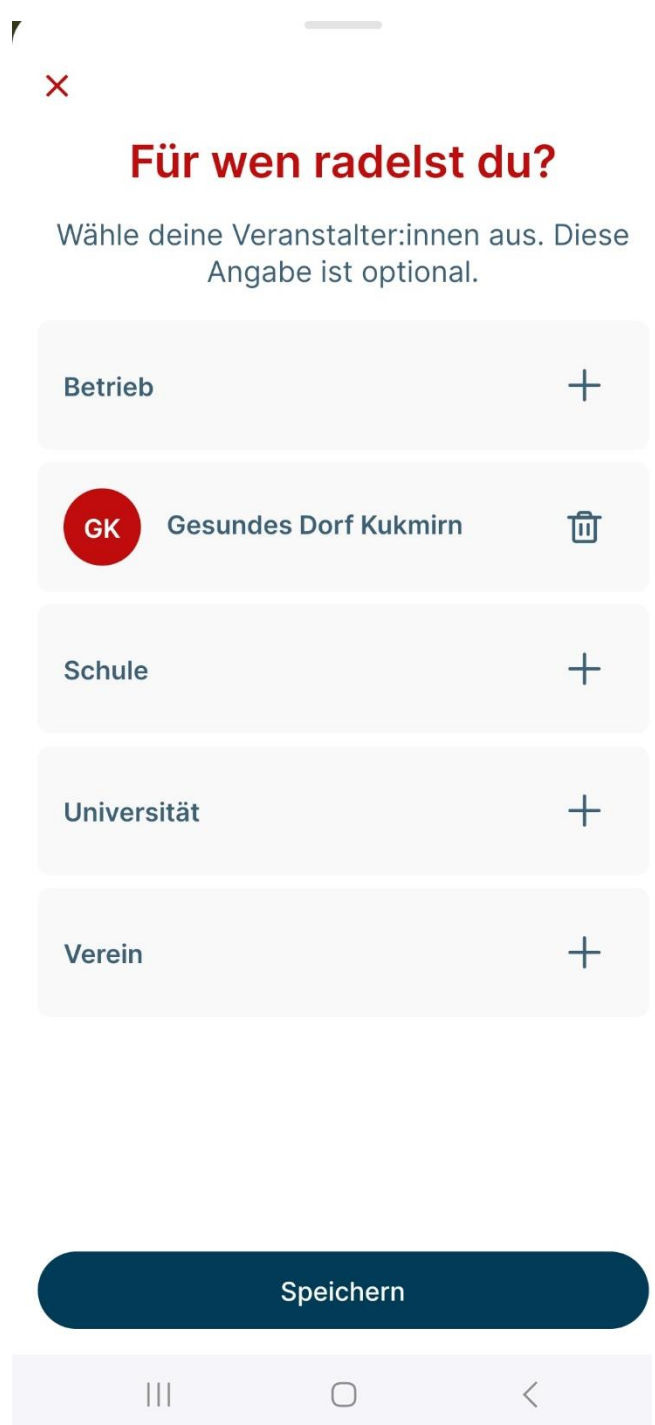 Für wen radelst du?
Wähle deine Veranstalter:innen aus. Diese
Angabe ist optional.
Betrieb
GK Gesundes Dorf Kukmirn
Schule
Universität
Verein
Speichern